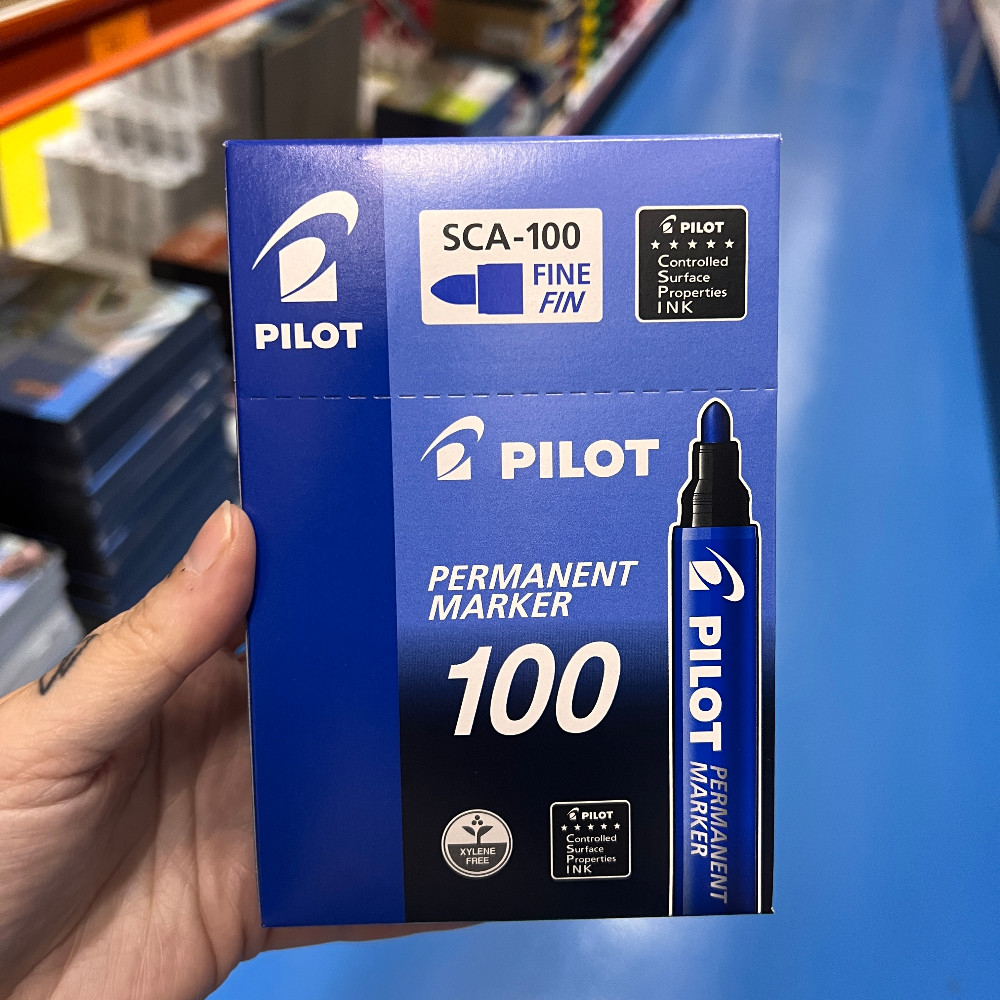 PILOT
SCA-100
FINE
FIN
PILOT
★★★★★
Controlled
Surface
Properties
INK
PILOT
PERMANENT
MARKER
100
PILOT
PERMANENT
MARKER
XYLENE
FREE
PILOT
★★★★★
Controlled
Surface
Properties
INK